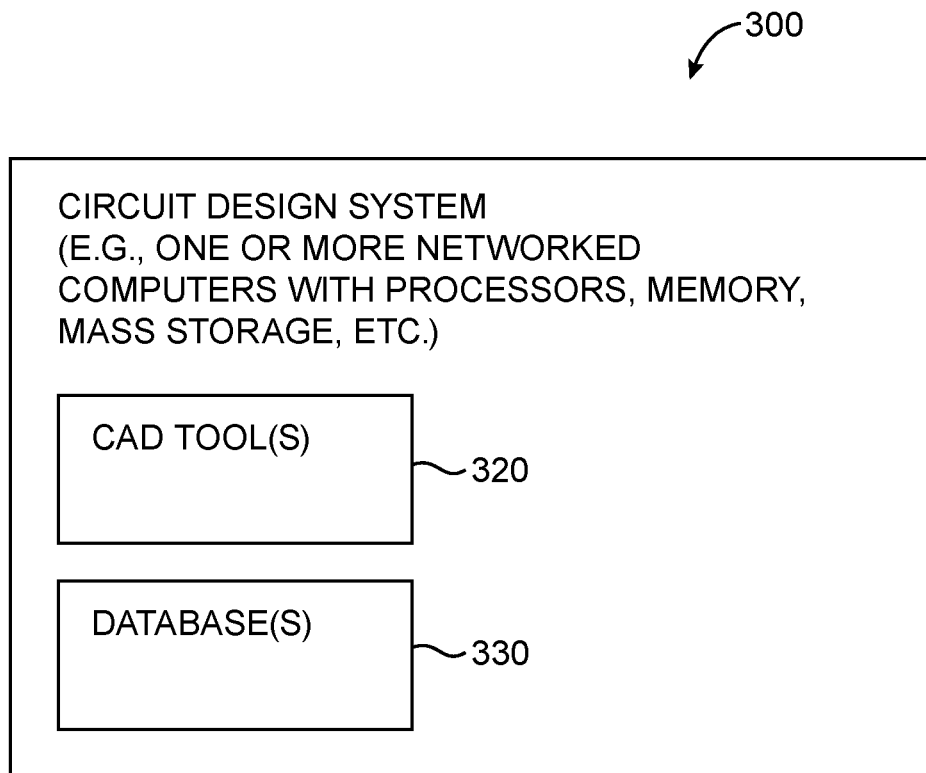 300
CIRCUIT DESIGN SYSTEM
(E.G., ONE OR MORE NETWORKED
COMPUTERS WITH PROCESSORS, MEMORY,
MASS STORAGE, ETC.)
CAD TOOL(S)
320
DATABASE(S)
330